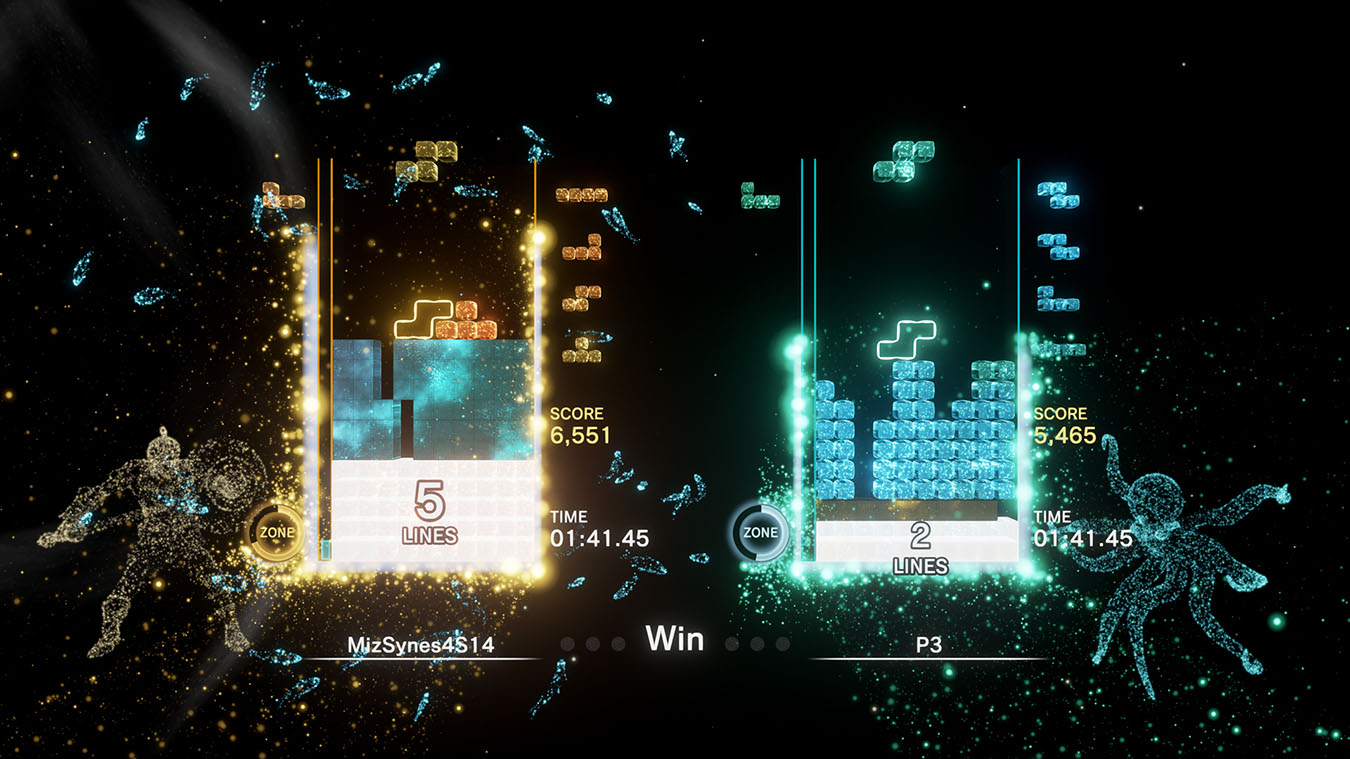 SCORE
6,551
ZONE
5
LINES
TIME
01:41.45
MizSynes4S14
Win
SCORE
5,465
ZONE
2
LINES
TIME
01:41.45
P3